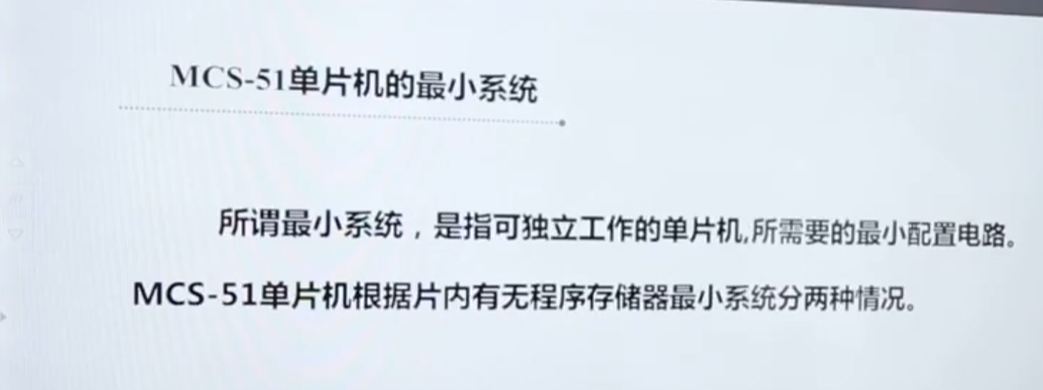 MCS-51单片机的最小系统
所谓最小系统，是指可独立工作的单片机,所需要的最小配置电路。
MCS-51单片机根据片内有无程序存储器最小系统分两种情况。